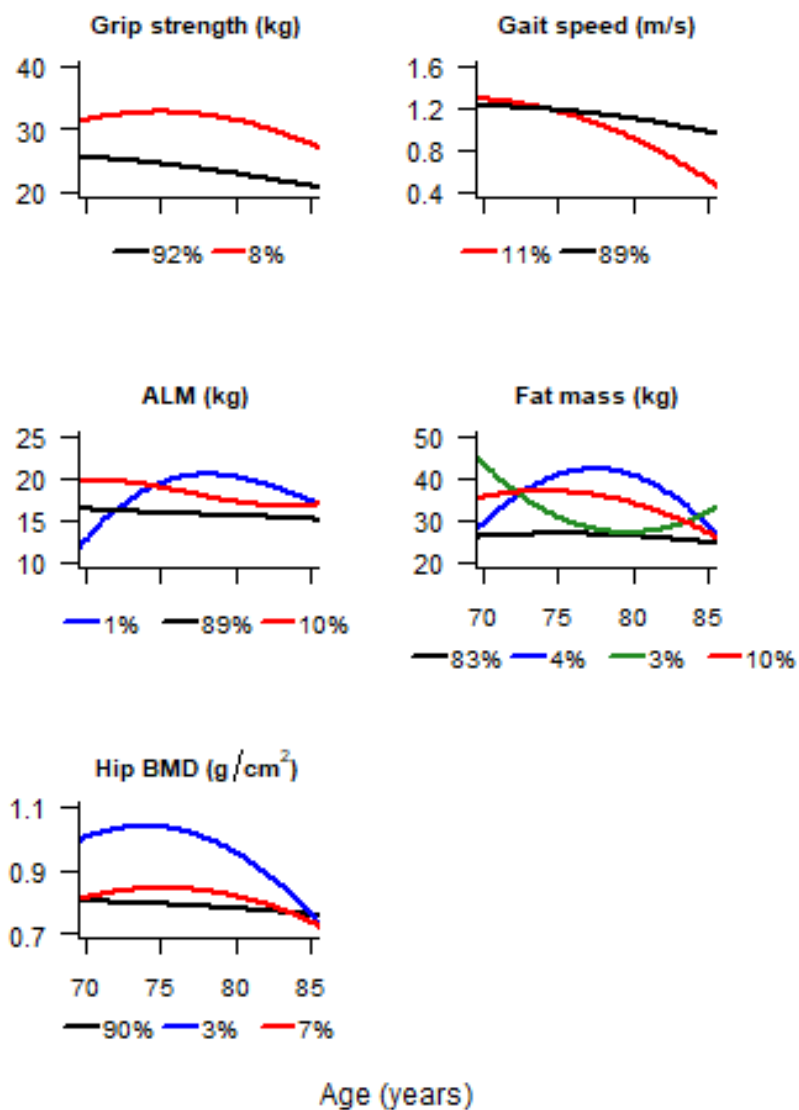 Grip strength (kg)
40
30
20
92% 8%
Gait speed (m/s)
1.6
1.2
0.8
0.4
11% 89%
ALM (kg)
25
20
15
10
1% 89% 10%
Fat mass (kg)
50
40
30
20
70 75 80 85
83% 4% 3% 10%
Hip BMD (g/cm²)
1.1
0.9
0.7
70 75 80 85
90% 3% 7%
Age (years)